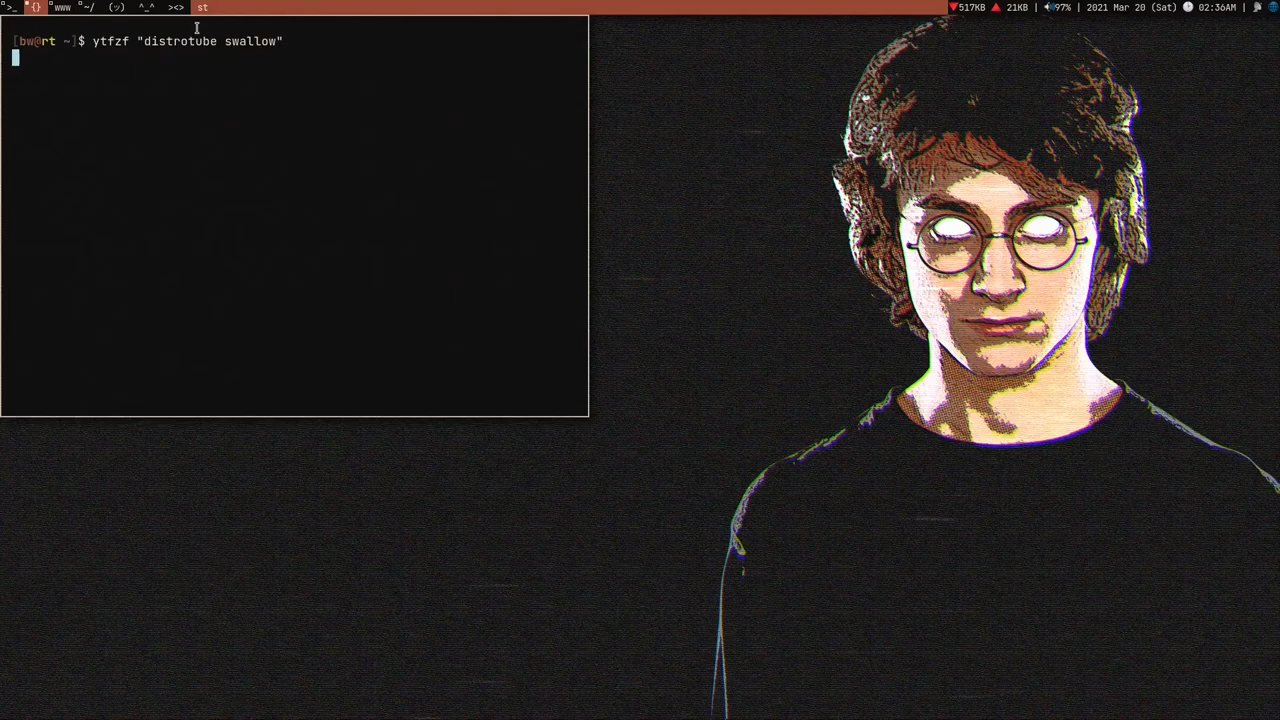 >_ {} www ~/ (ッ) ^_^ ><> st 517KB 21KB | 97% | 2021 Mar 20 (Sat) 02:36AM |
[bw@rt ~]$ ytfzf "distrotube swallow"